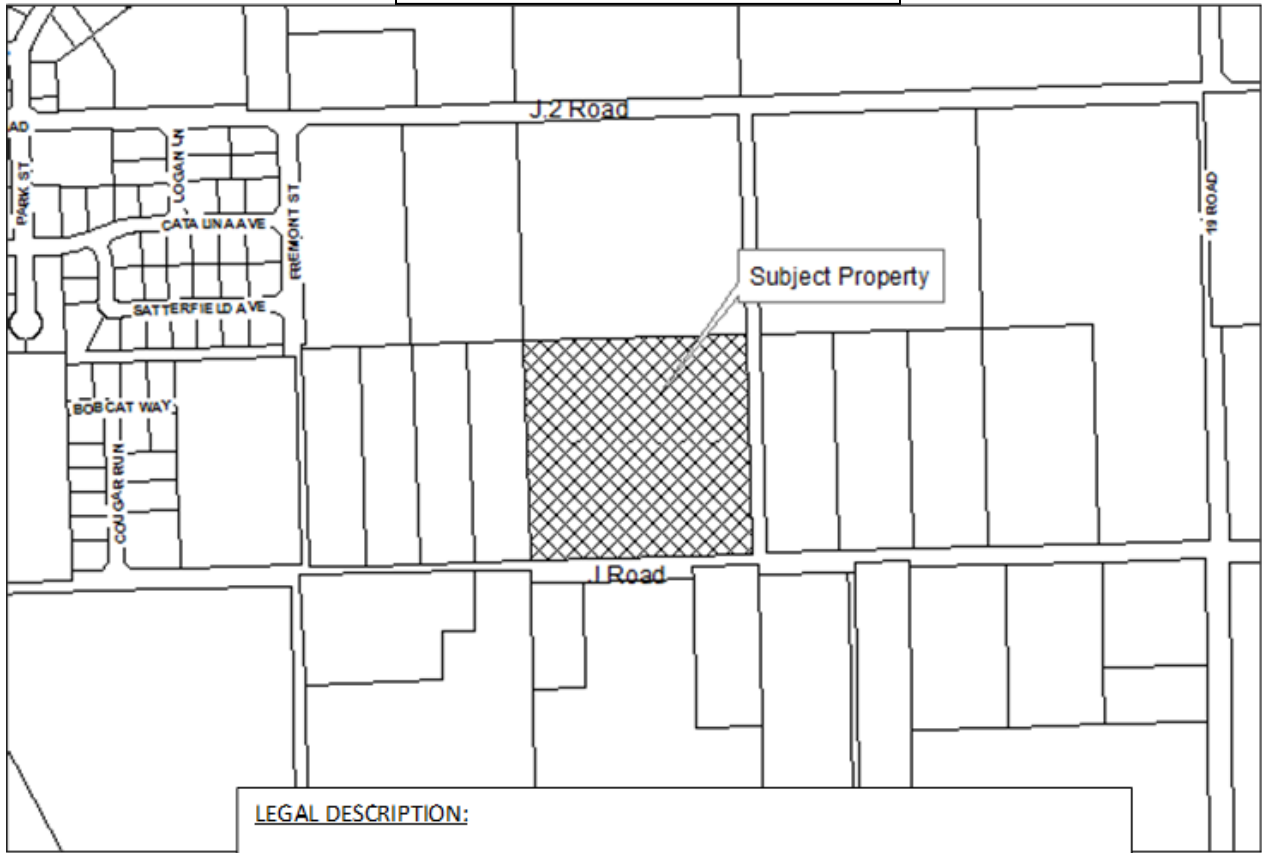 J.2 Road
AD
PARK ST
LOGAN LN
CATALINA AVE
FREMONT ST
SATTERFIELD AVE
19 ROAD
Subject Property
BOBCAT WAY
COUGAR RUN
J Road
LEGAL DESCRIPTION: